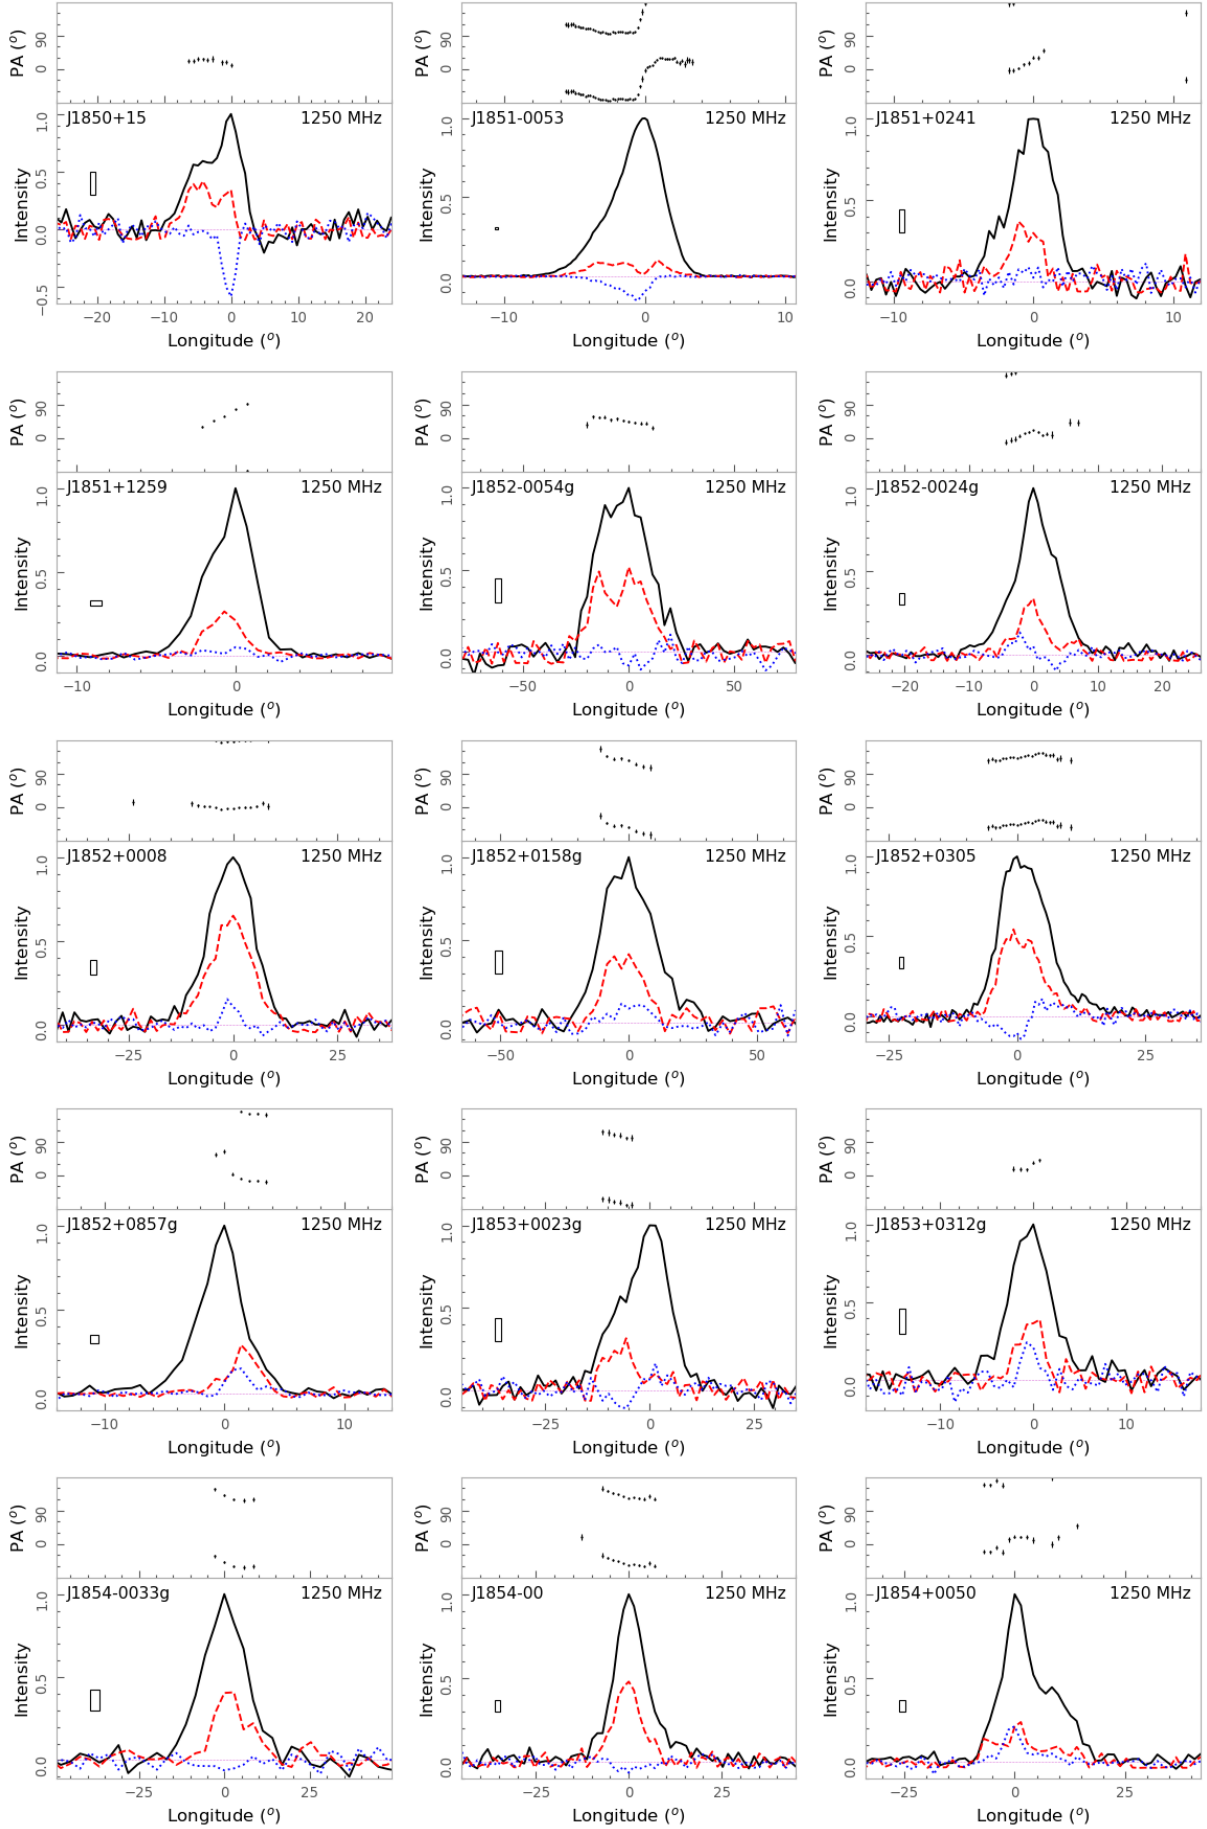 PA (°) 90 0
J1850+15 1250 MHz
Intensity 1.0 0.5 0.0 −0.5
−20 −10 0 10 20
Longitude (°)
PA (°) 90 0
J1851-0053 1250 MHz
Intensity 1.0 0.5 0.0
−10 0 10
Longitude (°)
PA (°) 90 0
J1851+0241 1250 MHz
Intensity 1.0 0.5 0.0
−10 −5 0 5 10
Longitude (°)
PA (°) 90 0
J1851+1259 1250 MHz
Intensity 1.0 0.5 0.0
−10 0
Longitude (°)
PA (°) 90 0
J1852-0054g 1250 MHz
Intensity 1.0 0.5 0.0
−50 0 50
Longitude (°)
PA (°) 90 0
J1852-0024g 1250 MHz
Intensity 1.0 0.5 0.0
−20 −10 0 10 20
Longitude (°)
PA (°) 90 0
J1852+0008 1250 MHz
Intensity 1.0 0.5 0.0
−25 0 25
Longitude (°)
PA (°) 90 0
J1852+0158g 1250 MHz
Intensity 1.0 0.5 0.0
−50 0 50
Longitude (°)
PA (°) 90 0
J1852+0305 1250 MHz
Intensity 1.0 0.5 0.0
−25 0 25
Longitude (°)
PA (°) 90 0
J1852+0857g 1250 MHz
Intensity 1.0 0.5 0.0
−10 0 10
Longitude (°)
PA (°) 90 0
J1853+0023g 1250 MHz
Intensity 1.0 0.5 0.0
−25 0 25
Longitude (°)
PA (°) 90 0
J1853+0312g 1250 MHz
Intensity 1.0 0.5 0.0
−10 0 10
Longitude (°)
PA (°) 90 0
J1854-0033g 1250 MHz
Intensity 1.0 0.5 0.0
−25 0 25
Longitude (°)
PA (°) 90 0
J1854-00 1250 MHz
Intensity 1.0 0.5 0.0
−25 0 25
Longitude (°)
PA (°) 90 0
J1854+0050 1250 MHz
Intensity 1.0 0.5 0.0
−25 0 25
Longitude (°)